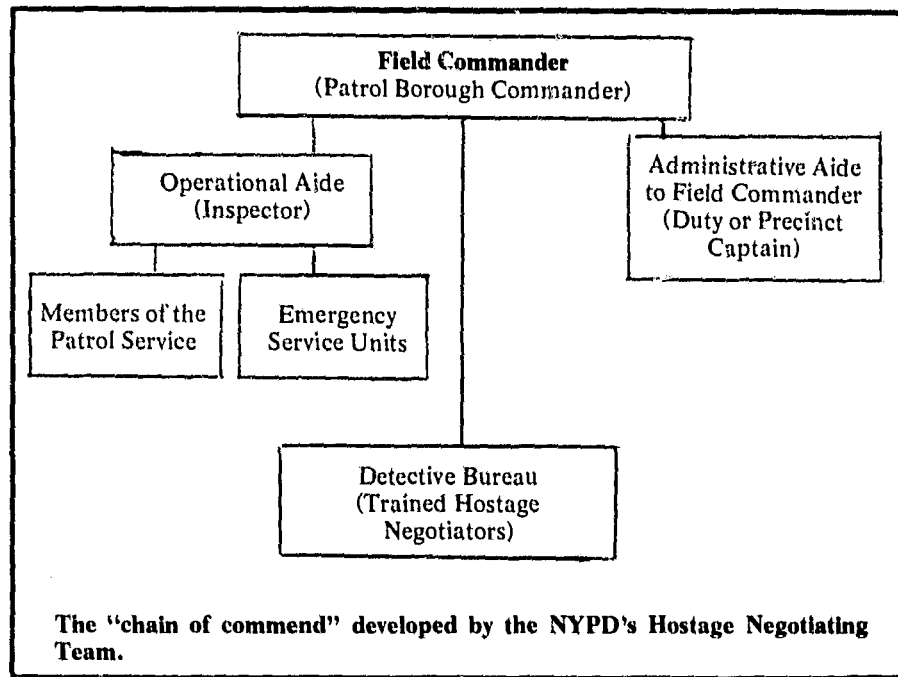 Field Commander
(Patrol Borough Commander)
Operational Aide
(Inspector)
Administrative Aide
to Field Commander
(Duty or Precinct
Captain)
Members of the
Patrol Service
Emergency
Service Units
Detective Bureau
(Trained Hostage
Negotiators)
The “chain of commend” developed by the NYPD's Hostage Negotiating
Team.